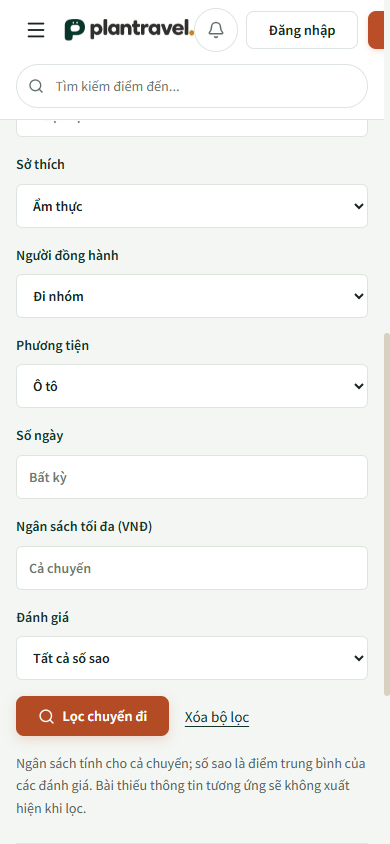 plantravel.
Đăng nhập
Tìm kiếm điểm đến...
Sở thích
Ẩm thực
Người đồng hành
Đi nhóm
Phương tiện
Ô tô
Số ngày
Bất kỳ
Ngân sách tối đa (VNĐ)
Cả chuyến
Đánh giá
Tất cả số sao
Lọc chuyến đi
Xóa bộ lọc
Ngân sách tính cho cả chuyến; số sao là điểm trung bình của
các đánh giá. Bài thiếu thông tin tương ứng sẽ không xuất
hiện khi lọc.